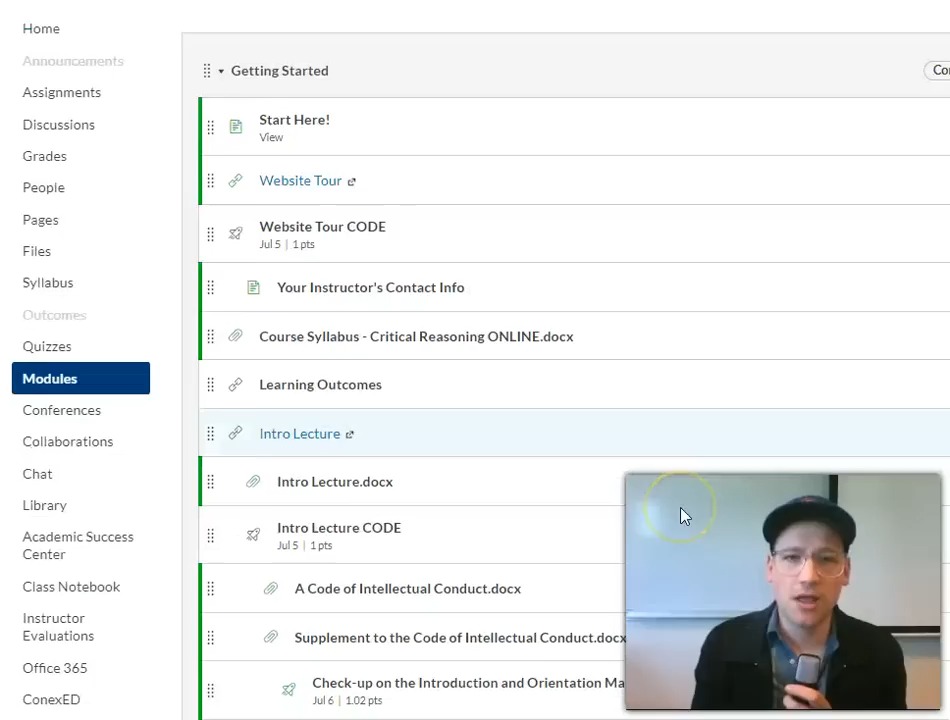 Home
Announcements
Assignments
Discussions
Grades
People
Pages
Files
Syllabus
Outcomes
Quizzes
Modules
Conferences
Collaborations
Chat
Library
Academic Success
Center
Class Notebook
Instructor
Evaluations
Office 365
ConexED
Getting Started
Start Here!
View
Website Tour
Website Tour CODE
Jul 5 | 1 pts
Your Instructor's Contact Info
Course Syllabus - Critical Reasoning ONLINE.docx
Learning Outcomes
Intro Lecture
Intro Lecture.docx
Intro Lecture CODE
Jul 5 | 1 pts
A Code of Intellectual Conduct.docx
Supplement to the Code of Intellectual Conduct.docx
Check-up on the Introduction and Orientation Ma
Jul 6 | 1.02 pts